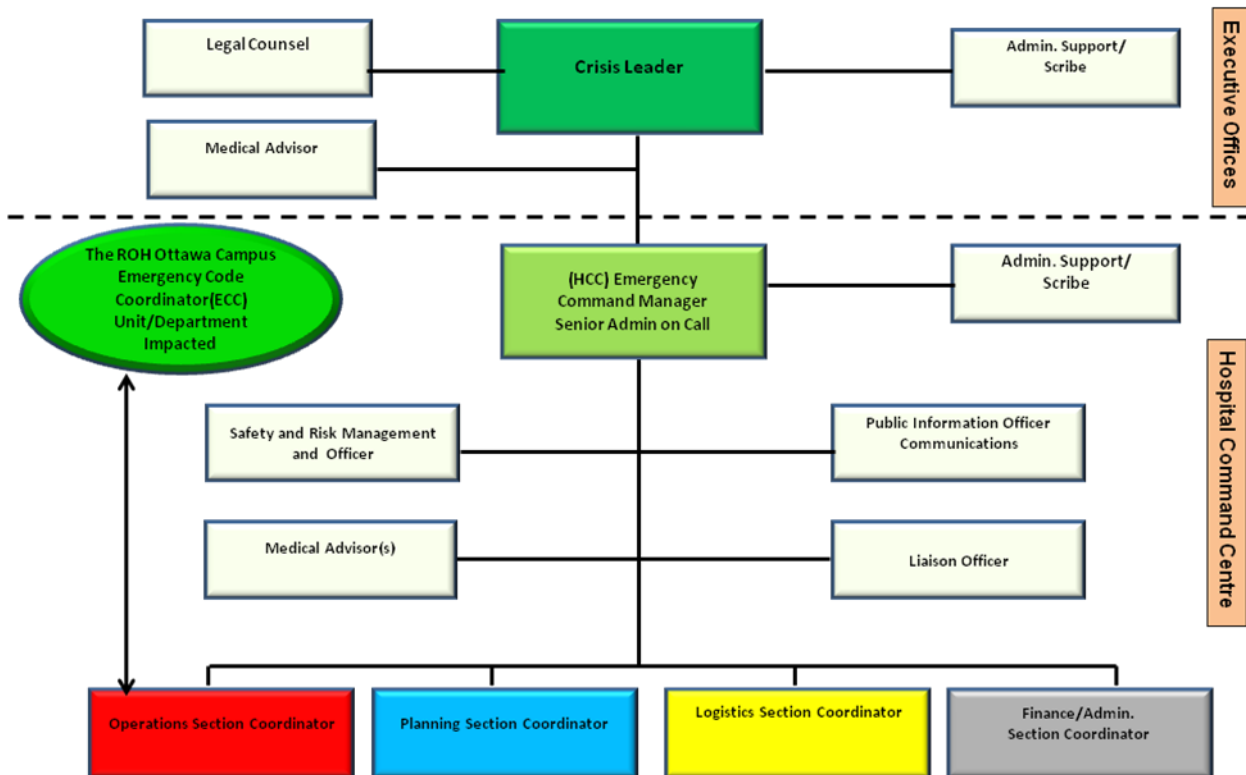 Legal Counsel
Crisis Leader
Admin. Support/
Scribe
Medical Advisor
Executive Offices
The ROH Ottawa Campus
Emergency Code
Coordinator(ECC)
Unit/Department
Impacted
(HCC) Emergency
Command Manager
Senior Admin on Call
Admin. Support/
Scribe
Safety and Risk Management
and Officer
Public Information Officer
Communications
Medical Advisor(s)
Liaison Officer
Hospital Command Centre
Operations Section Coordinator
Planning Section Coordinator
Logistics Section Coordinator
Finance/Admin.
Section Coordinator